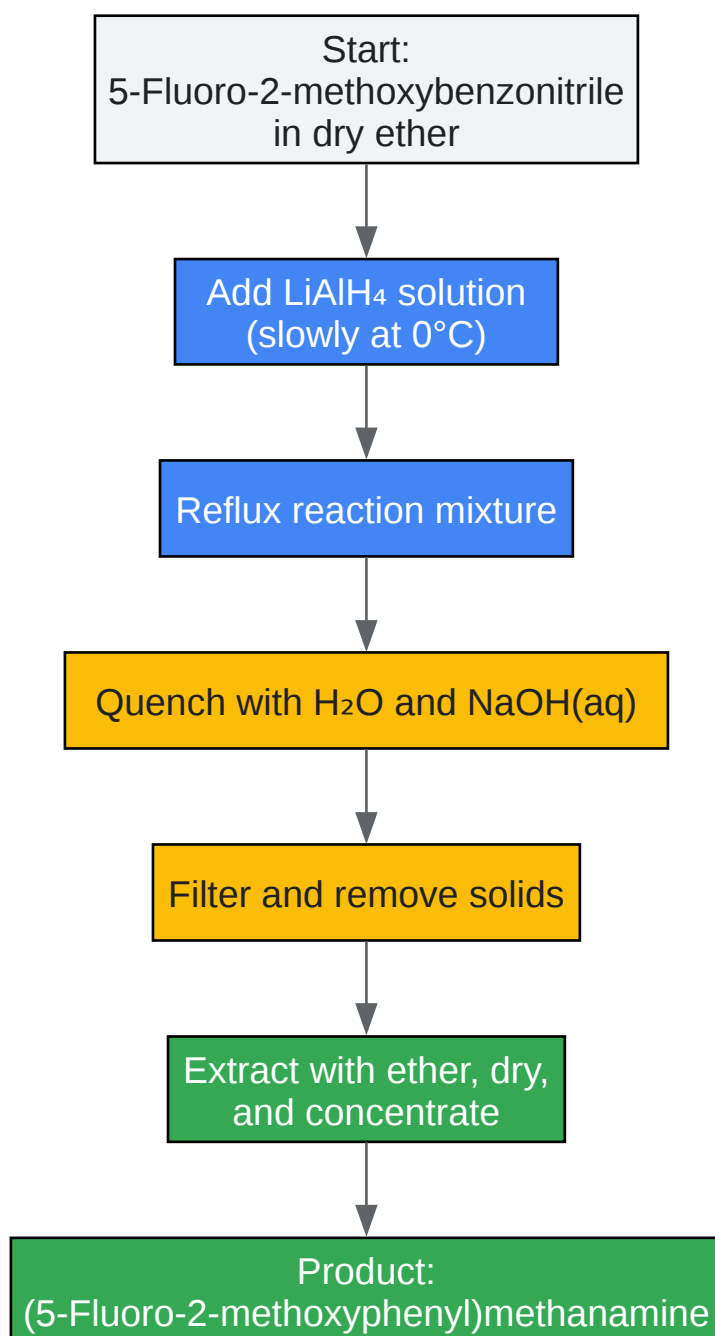 Start:
5-Fluoro-2-methoxybenzonitrile
in dry ether
Add LiAlH₄ solution
(slowly at 0°C)
Reflux reaction mixture
Quench with H₂O and NaOH(aq)
Filter and remove solids
Extract with ether, dry,
and concentrate
Product:
(5-Fluoro-2-methoxyphenyl)methanamine